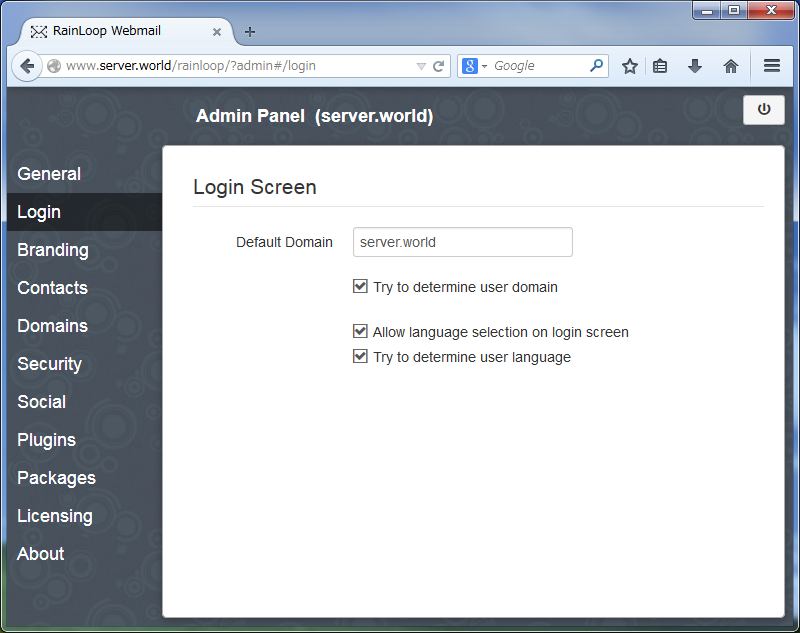 RainLoop Webmail
www.server.world/rainloop/?admin#/login
Google
Admin Panel (server.world)
General
Login
Branding
Contacts
Domains
Security
Social
Plugins
Packages
Licensing
About
Login Screen
Default Domain server.world
Try to determine user domain
Allow language selection on login screen
Try to determine user language